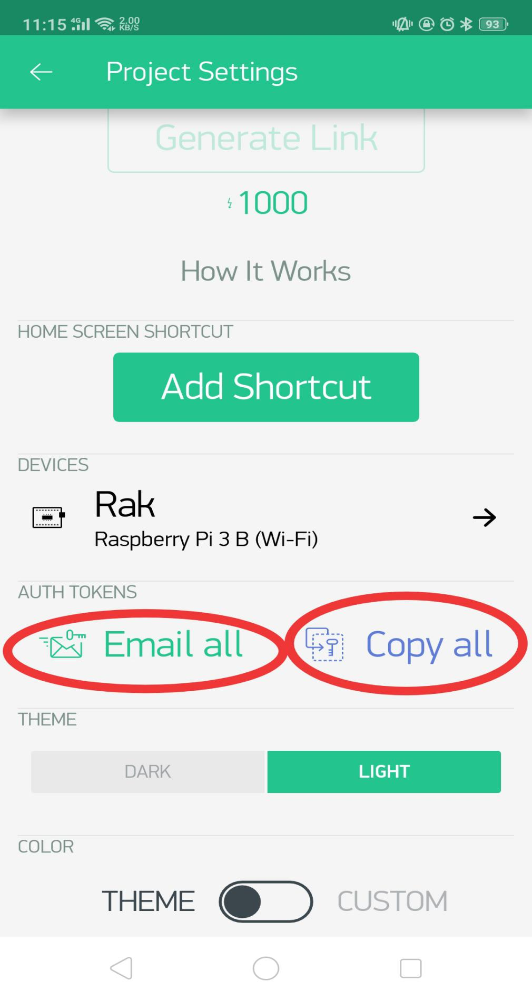 11:15 4G 2.00 KB/S 93
Project Settings
Generate Link
1000
How It Works
HOME SCREEN SHORTCUT
Add Shortcut
DEVICES
Rak
Raspberry Pi 3 B (Wi-Fi)
AUTH TOKENS
Email all Copy all
THEME
DARK LIGHT
COLOR
THEME CUSTOM